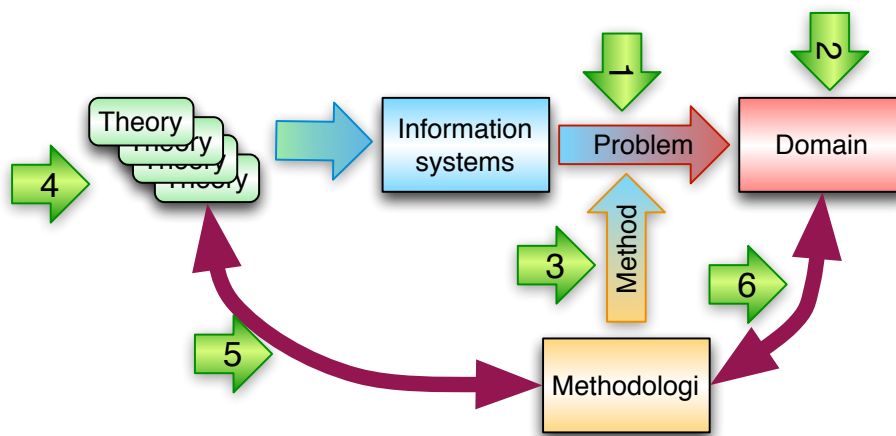 1
2
Theory
Theory
Theory
Theory
4
Information
systems
Problem
Domain
3
Method
6
5
Methodologi